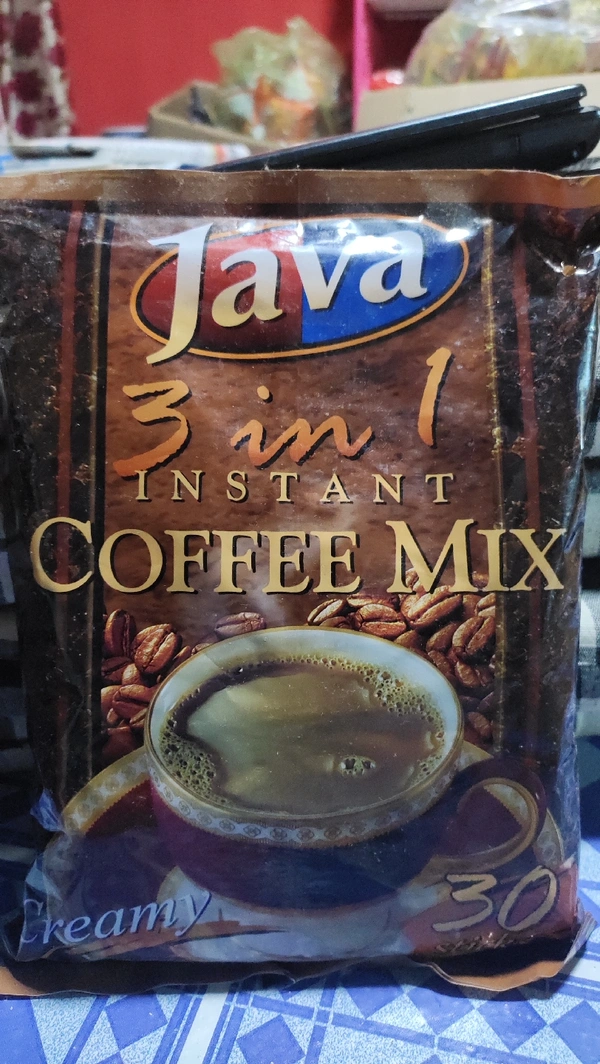 Java
3 in 1
INSTANT
COFFEE MIX
Creamy
30